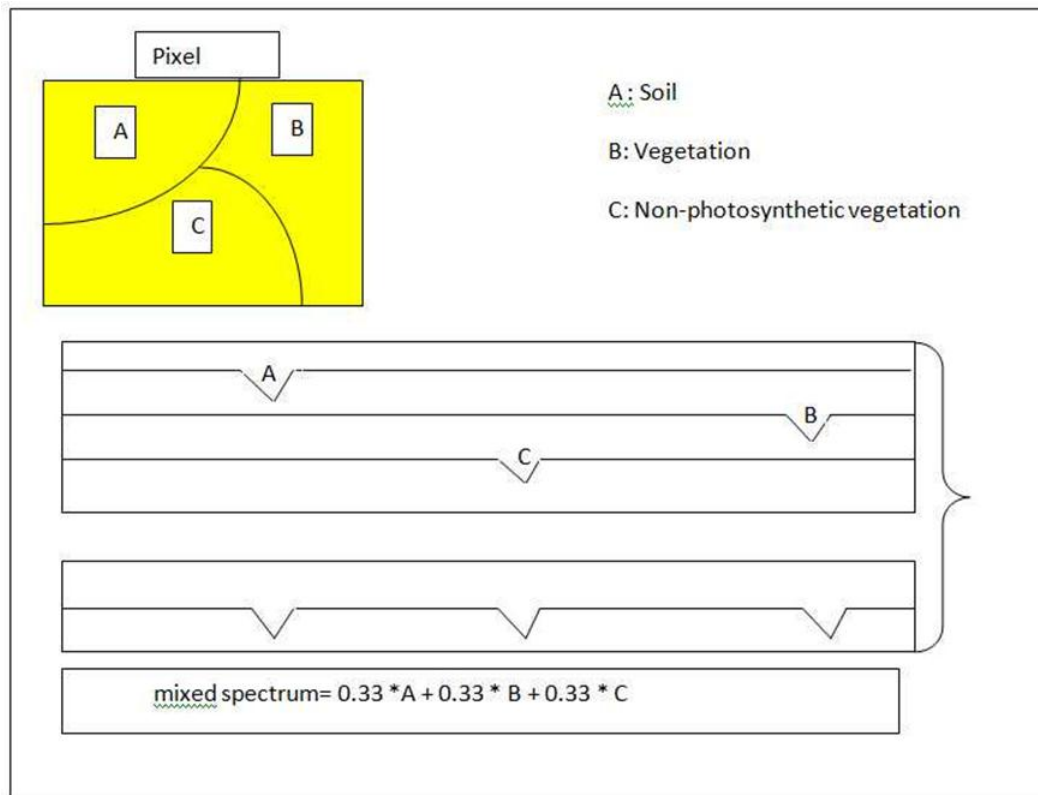 Pixel
A
B
C
A : Soil
B: Vegetation
C: Non-photosynthetic vegetation
A
B
C
mixed spectrum= 0.33 *A + 0.33 * B + 0.33 * C